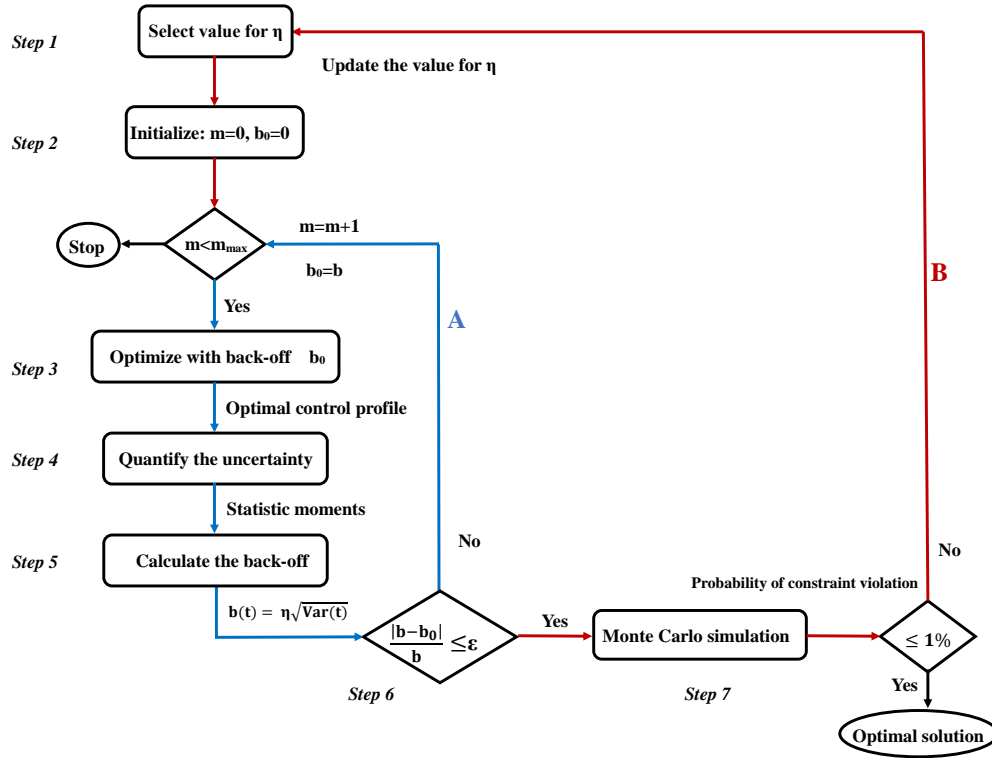 Step 1
Select value for η
Update the value for η
Step 2
Initialize: m=0, b₀=0
Stop
m<mₘₐₓ
m=m+1
b₀=b
A
B
Yes
Step 3
Optimize with back-off b₀
Optimal control profile
Step 4
Quantify the uncertainty
Statistic moments
Step 5
Calculate the back-off
No
No
Probability of constraint violation
b(t) = η√Var(t)
|b−b₀|/b ≤ε
Yes
Monte Carlo simulation
≤ 1%
Step 6
Step 7
Yes
Optimal solution